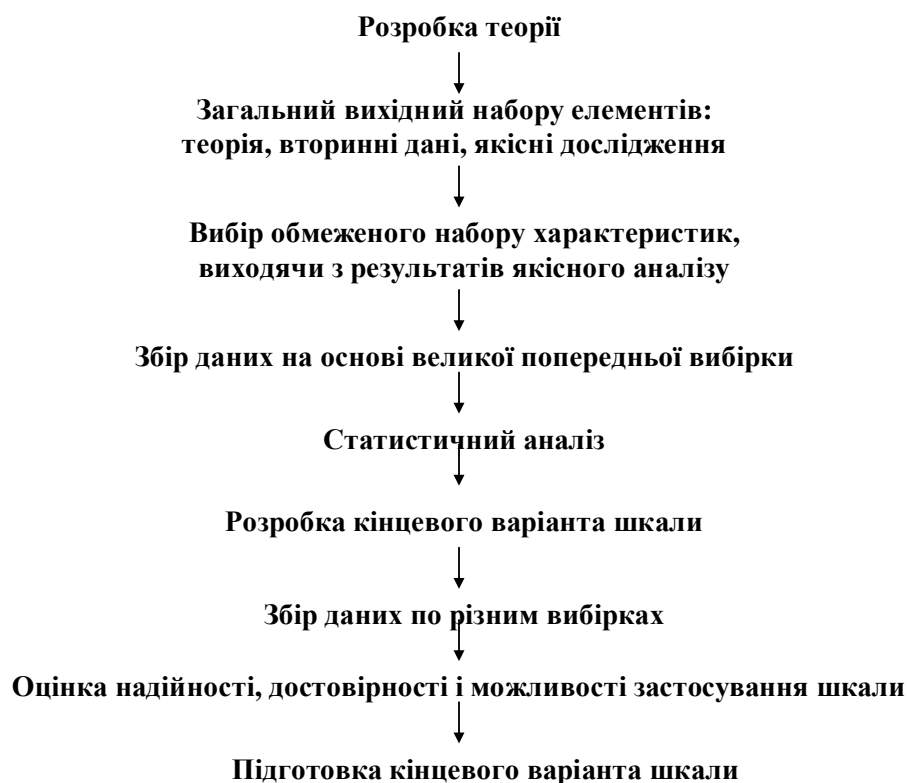 Розробка теорії
Загальний вихідний набору елементів:
теорія, вторинні дані, якісні дослідження
Вибір обмеженого набору характеристик,
виходячи з результатів якісного аналізу
Збір даних на основі великої попередньої вибірки
Статистичний аналіз
Розробка кінцевого варіанта шкали
Збір даних по різним вибірках
Оцінка надійності, достовірності і можливості застосування шкали
Підготовка кінцевого варіанта шкали